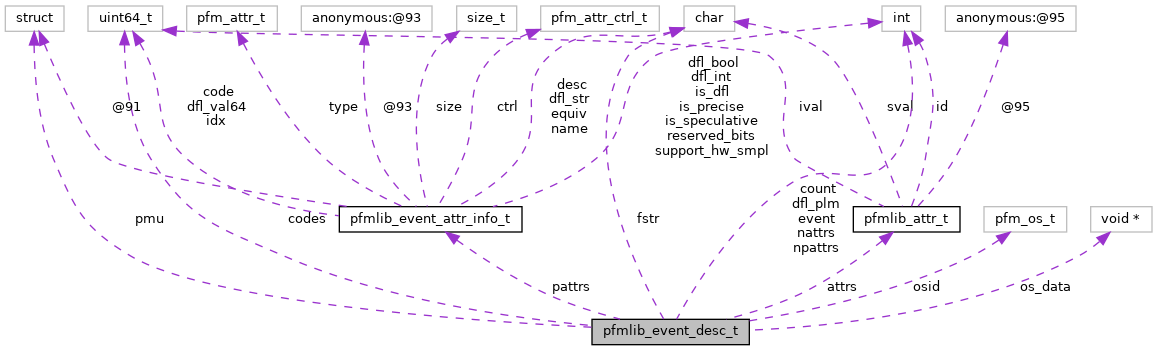 struct
uint64_t
pfm_attr_t
anonymous:@93
size_t
pfm_attr_ctrl_t
char
int
anonymous:@95
@91
code
dfl_val64
idx
type
@93
size
ctrl
desc
dfl_str
equiv
name
dfl_bool
dfl_int
is_dfl
is_precise
is_speculative
reserved_bits
support_hw_smpl
ival
sval
id
@95
pmu
codes
pfmlib_event_attr_info_t
fstr
count
dfl_plm
event
nattrs
npattrs
pfmlib_attr_t
pfm_os_t
void *
pattrs
attrs
osid
os_data
pfmlib_event_desc_t